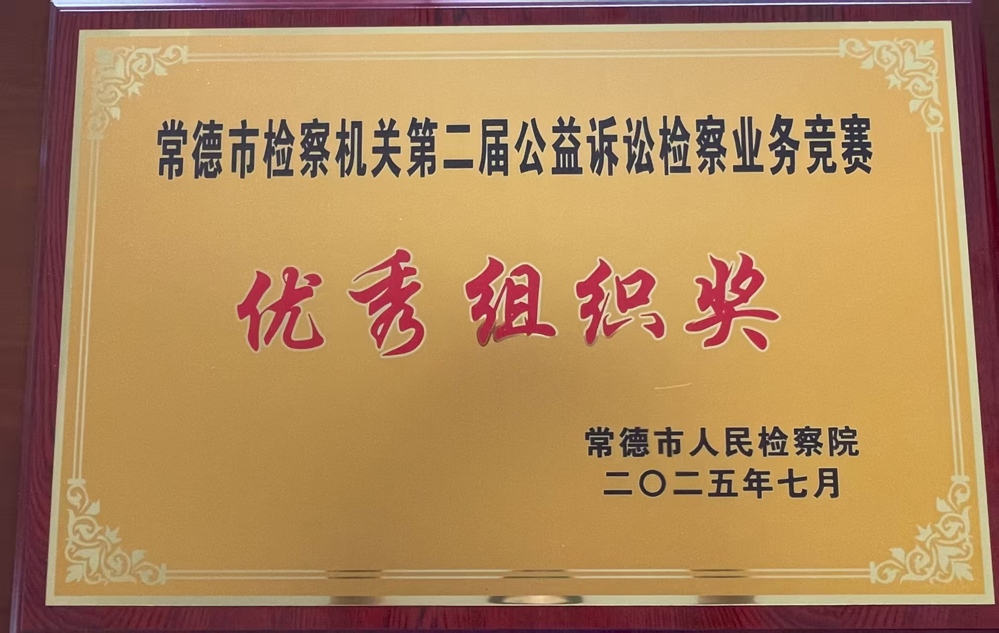 常德市检察机关第二届公益诉讼检察业务竞赛
优秀组织奖
常德市人民检察院
二〇二五年七月